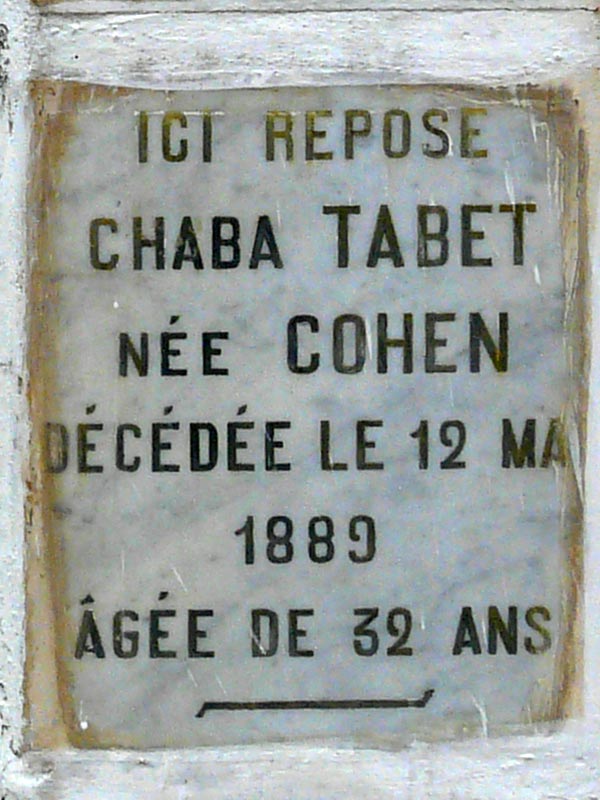 ICI REPOSE
CHABA TABET
NÉE COHEN
DÉCÉDÉE LE 12 MA
1889
ÂGÉE DE 32 ANS